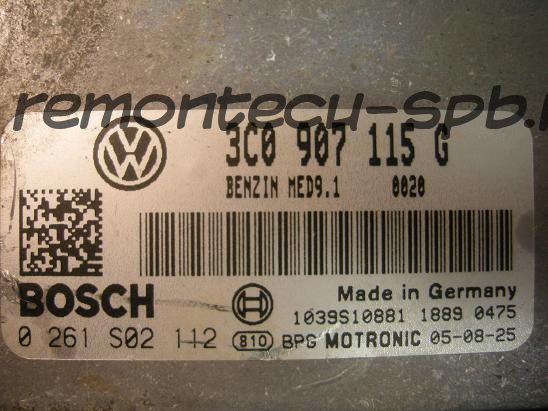 remontecu-spb.
3C0 907 115 G
BENZIN MED9.1 0020
BOSCH
Made in Germany
1039S10881 1889 0475
0 261 S02 112 810 BPG MOTRONIC 05-08-25